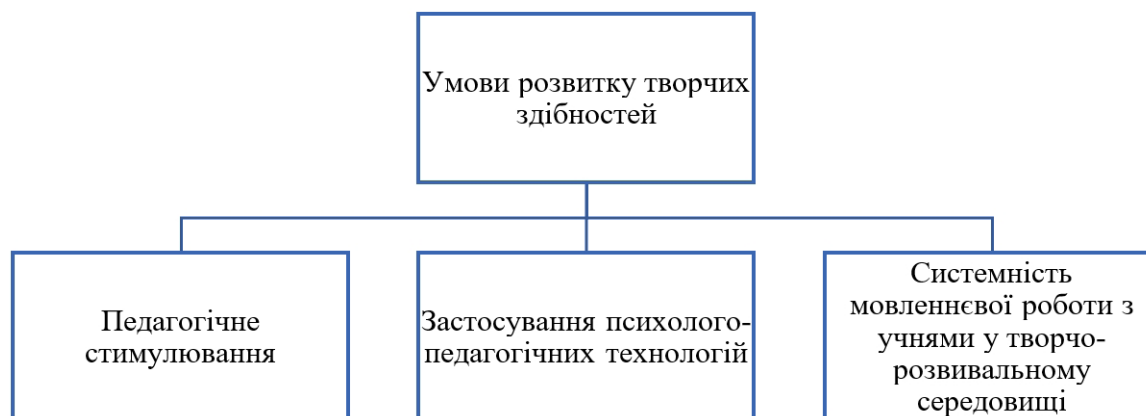 Умови розвитку творчих
здібностей
Педагогічне
стимулювання
Застосування психолого-
педагогічних технологій
Системність
мовленнєвої роботи з
учнями у творчо-
розвивальному
середовищі